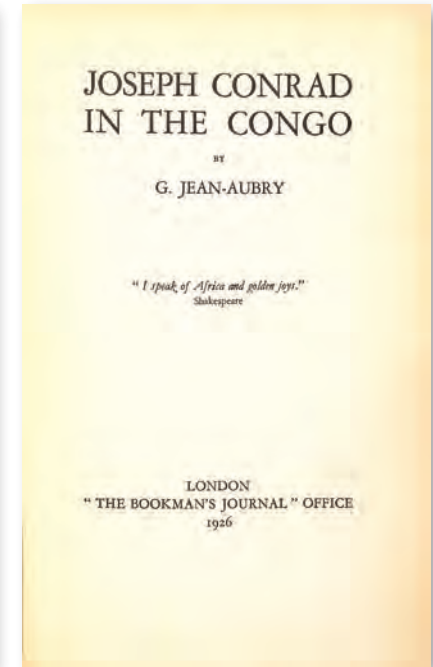 JOSEPH CONRAD
IN THE CONGO
BY
G. JEAN-AUBRY
“ I speak of Africa and golden joys.”
Shakespeare
LONDON
“ THE BOOKMAN'S JOURNAL ” OFFICE
1926